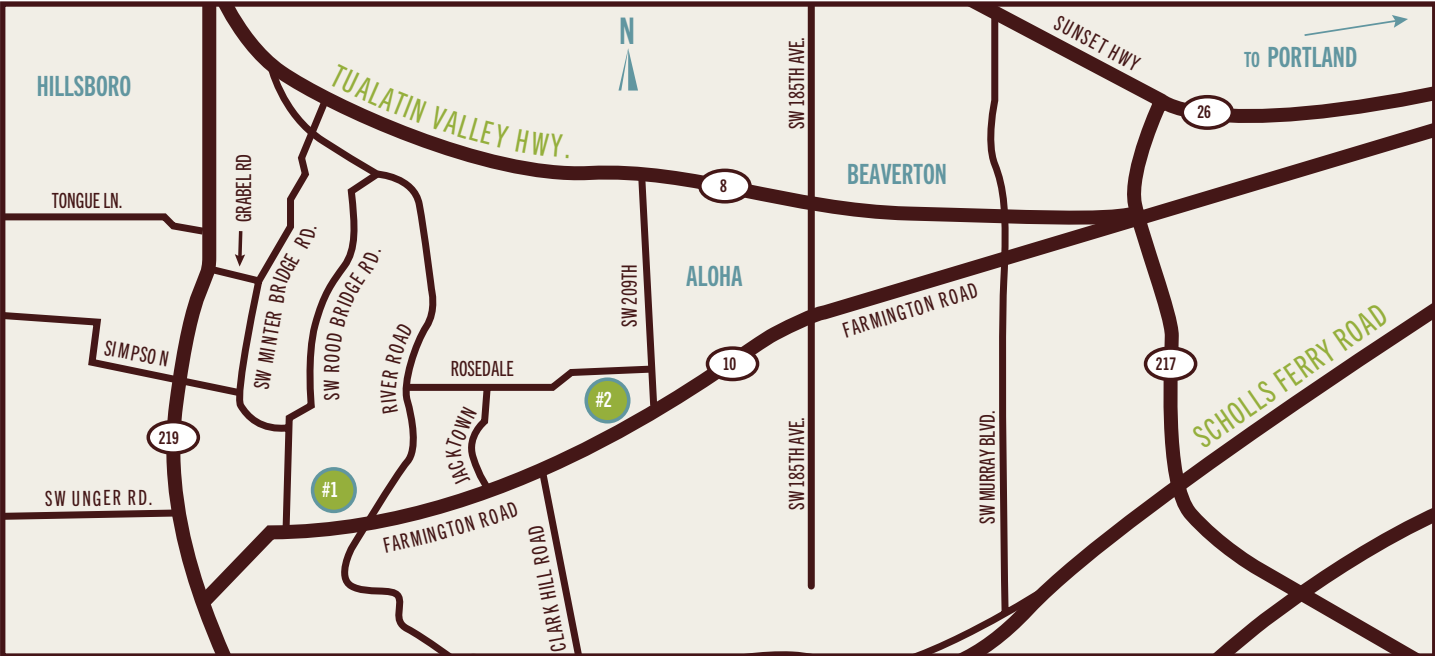 N
SW 185TH AVE.
SUNSET HWY
TO PORTLAND
HILLSBORO
TUALATIN VALLEY HWY.
26
GRABEL RD
8
BEAVERTON
TONGUE LN.
SW MINTER BRIDGE RD.
SW ROOD BRIDGE RD.
SW 209TH
ALOHA
FARMINGTON ROAD
SIMPSON
RIVER ROAD
ROSEDALE
10
217
SCHOLLS FERRY ROAD
#2
219
JACKTOWN
SW 185TH AVE.
SW MURRAY BLVD.
#1
SW UNGER RD.
FARMINGTON ROAD
CLARK HILL ROAD